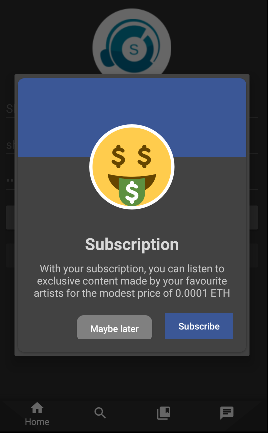 S
Subscription
With your subscription, you can listen to
exclusive content made by your favourite
artists for the modest price of 0.0001 ETH
Maybe later
Subscribe
Home